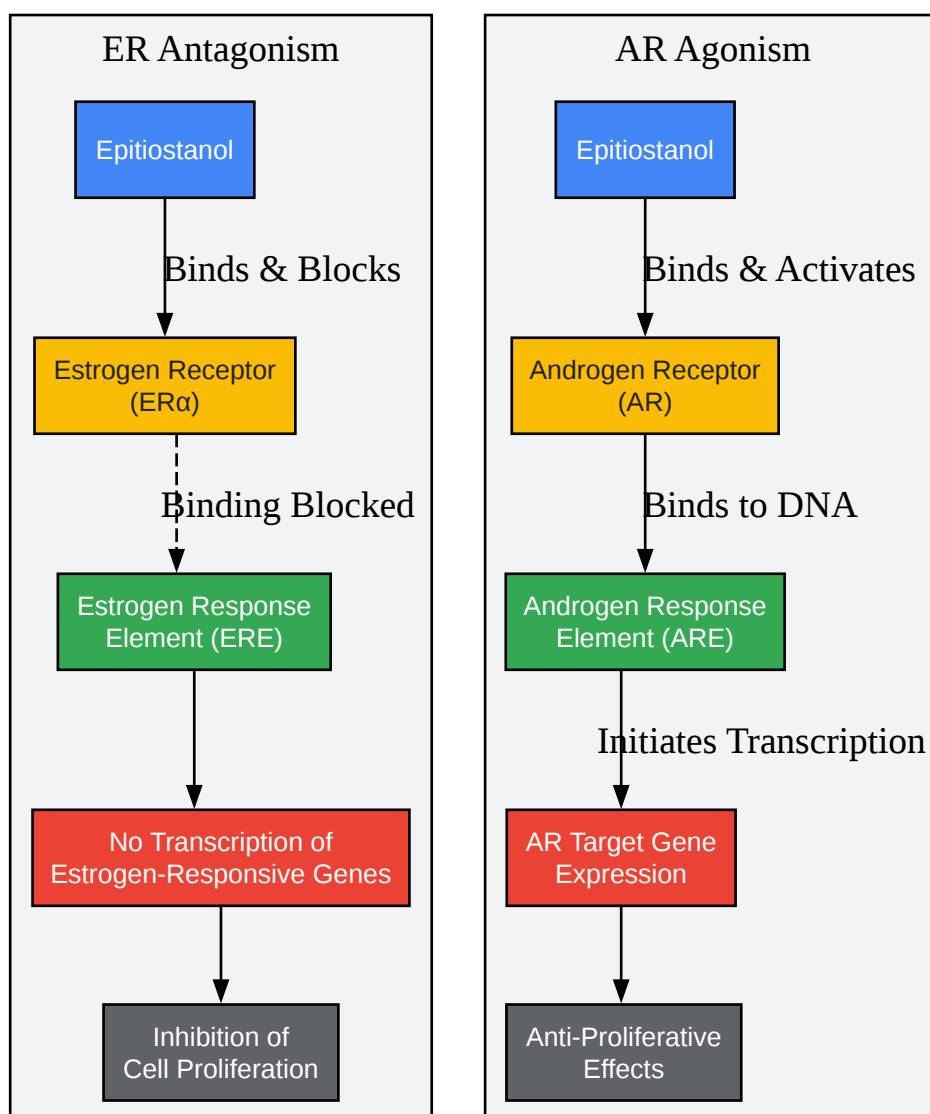 ER Antagonism
Epitiostanol
Binds & Blocks
Estrogen Receptor
(ERα)
Binding Blocked
Estrogen Response
Element (ERE)
No Transcription of
Estrogen-Responsive Genes
Inhibition of
Cell Proliferation
AR Agonism
Epitiostanol
Binds & Activates
Androgen Receptor
(AR)
Binds to DNA
Androgen Response
Element (ARE)
Initiates Transcription
AR Target Gene
Expression
Anti-Proliferative
Effects